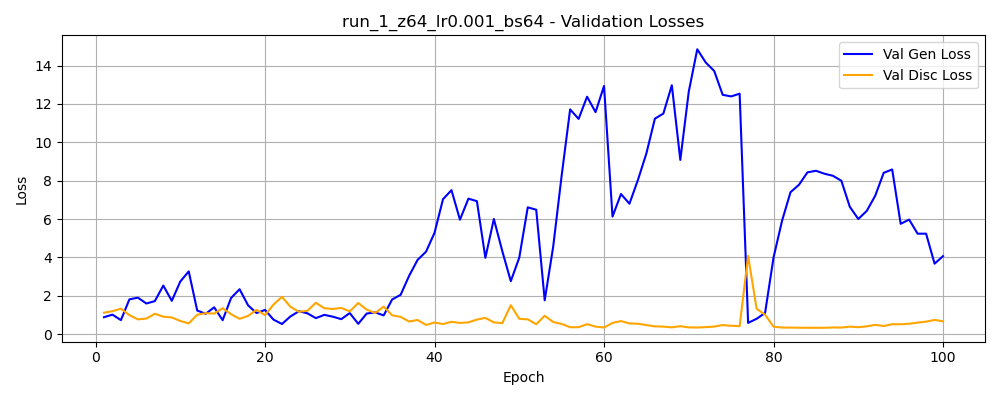 run_1_z64_lr0.001_bs64 - Validation Losses
Val Gen Loss
Val Disc Loss
Loss
14
12
10
8
6
4
2
0
0 20 40 60 80 100
Epoch